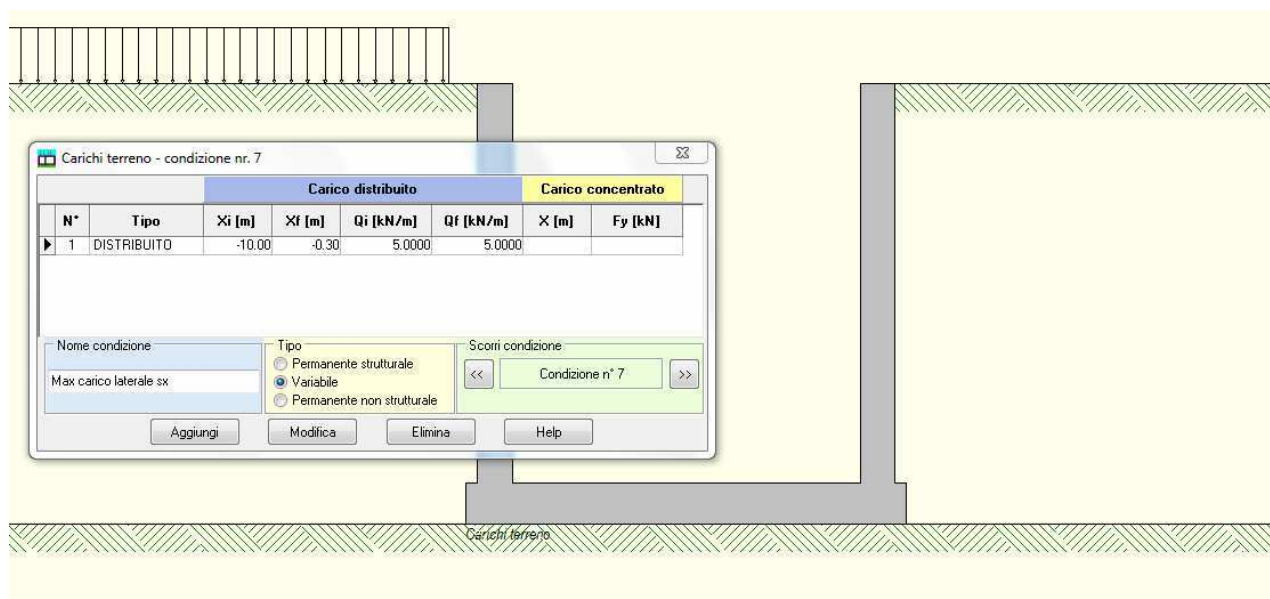 Carichi terreno - condizione nr. 7
Carico distribuito Carico concentrato
N° Tipo Xi [m] Xf [m] Qi [kN/m] Qf [kN/m] X [m] Fy [kN]
1 DISTRIBUITO -10.00 -0.30 5.0000 5.0000
Nome condizione
Max carico laterale sx
Tipo
Permanente strutturale
Variabile
Permanente non strutturale
Scorri condizione
<< Condizione n° 7 >>
Aggiungi Modifica Elimina Help
Carichi terreno